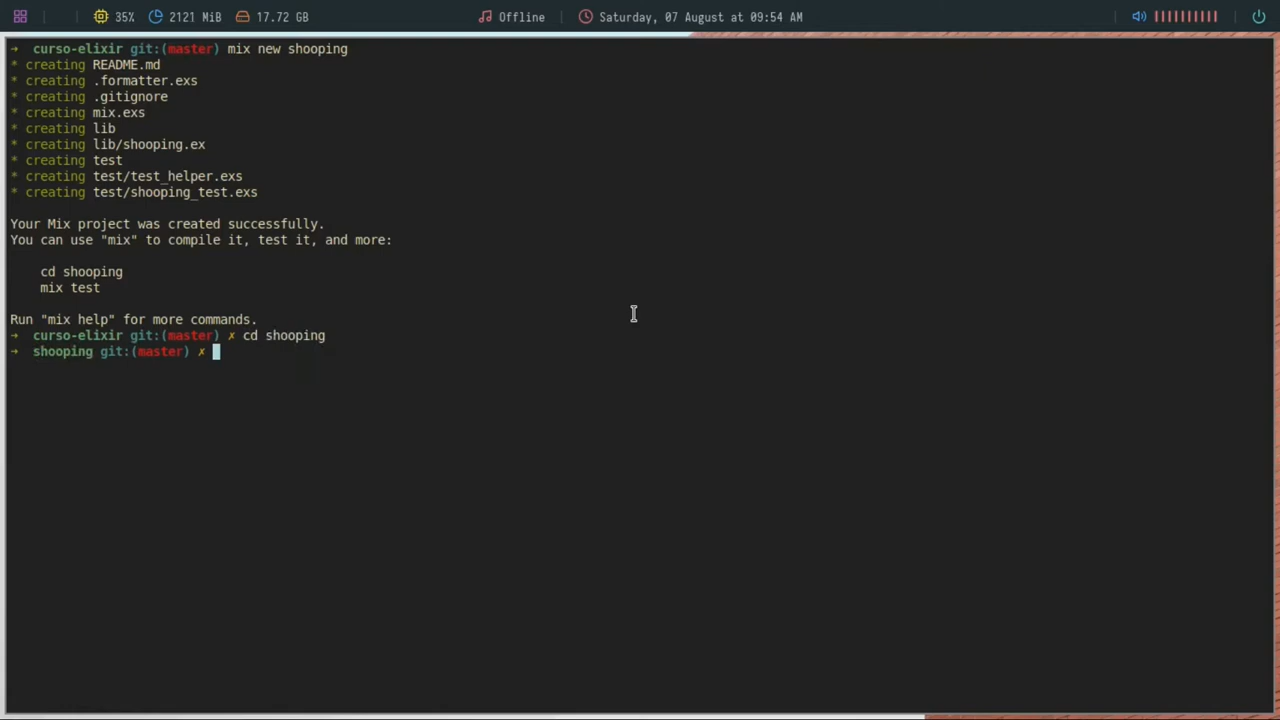 35% 2121 MiB 17.72 GB Offline Saturday, 07 August at 09:54 AM
→ curso-elixir git:(master) mix new shooping
* creating README.md
* creating .formatter.exs
* creating .gitignore
* creating mix.exs
* creating lib
* creating lib/shooping.ex
* creating test
* creating test/test_helper.exs
* creating test/shooping_test.exs
Your Mix project was created successfully.
You can use "mix" to compile it, test it, and more:
cd shooping
mix test
Run "mix help" for more commands.
→ curso-elixir git:(master) ✗ cd shooping
→ shooping git:(master) ✗